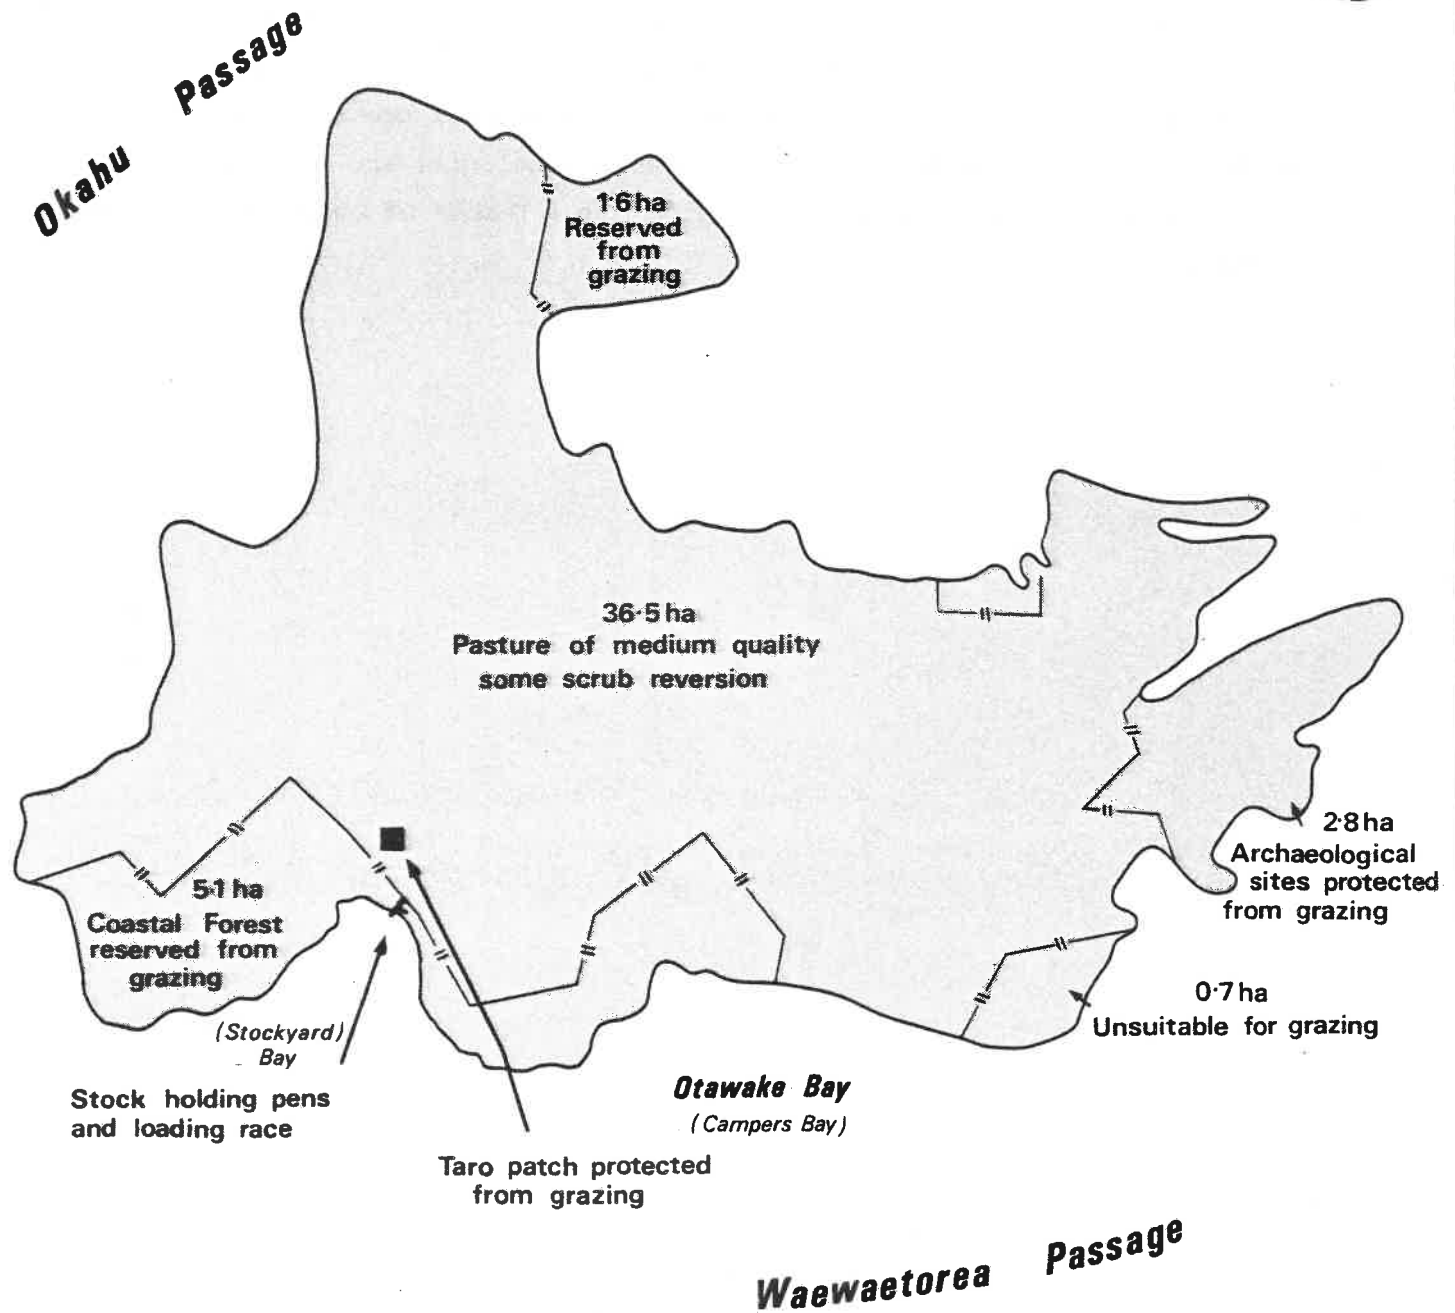 Okahu Passage
1·6 ha
Reserved
from
grazing
36·5 ha
Pasture of medium quality
some scrub reversion
5·1 ha
Coastal Forest
reserved from
grazing
2·8 ha
Archaeological
sites protected
from grazing
0·7 ha
Unsuitable for grazing
(Stockyard)
Bay
Stock holding pens
and loading race
Otawake Bay
(Campers Bay)
Taro patch protected
from grazing
Waewaetorea Passage